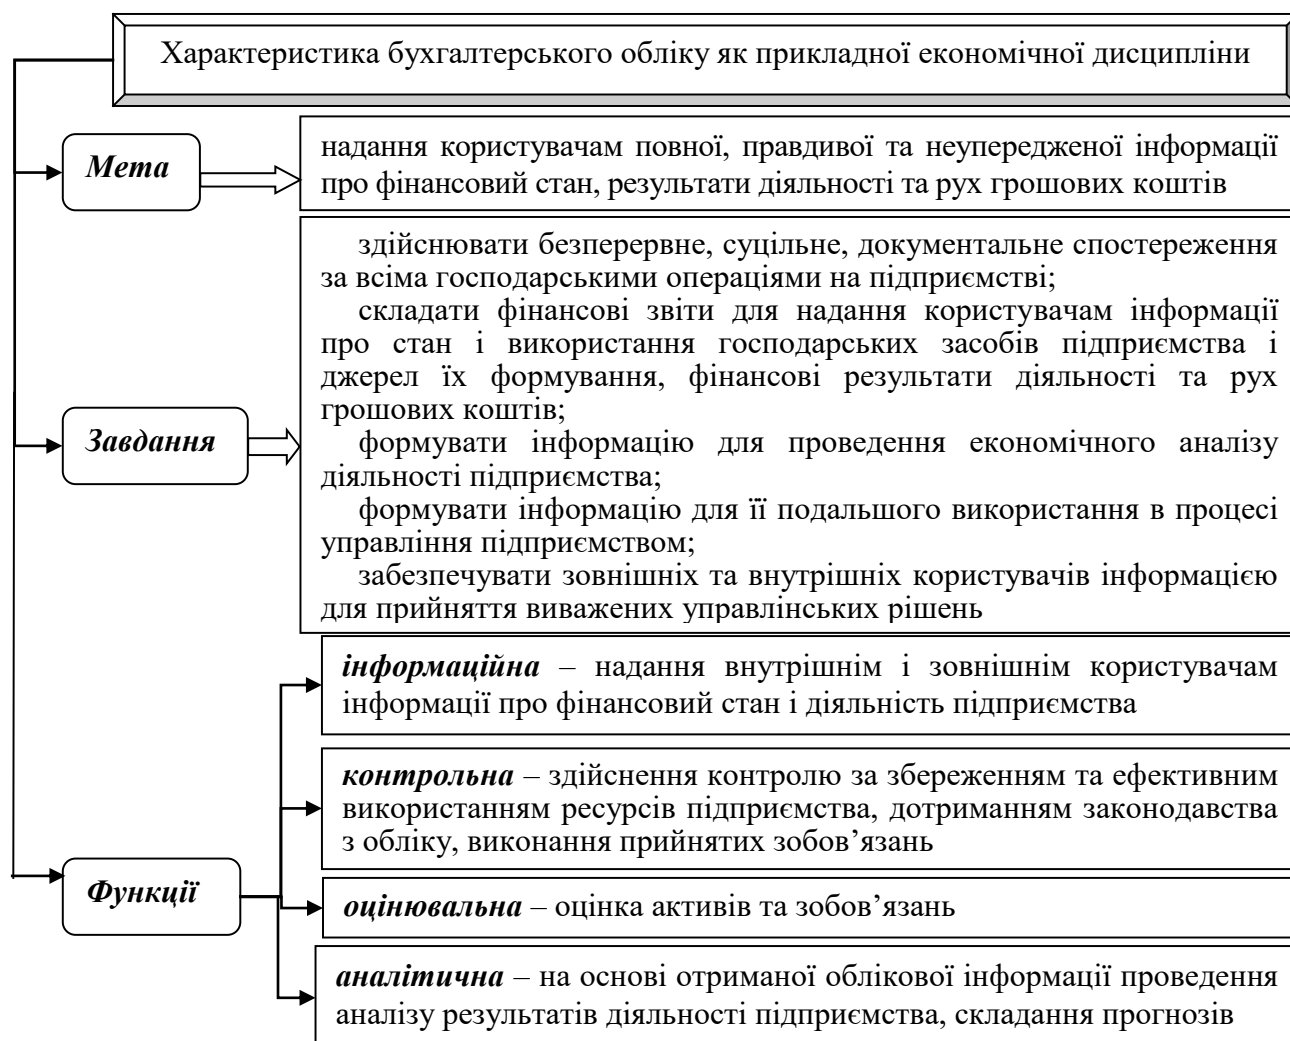 Характеристика бухгалтерського обліку як прикладної економічної дисципліни
Мета
надання користувачам повної, правдивої та неупередженої інформації
про фінансовий стан, результати діяльності та рух грошових коштів
Завдання
здійснювати безперервне, суцільне, документальне спостереження
за всіма господарськими операціями на підприємстві;
складати фінансові звіти для надання користувачам інформації
про стан і використання господарських засобів підприємства і
джерел їх формування, фінансові результати діяльності та рух
грошових коштів;
формувати інформацію для проведення економічного аналізу
діяльності підприємства;
формувати інформацію для її подальшого використання в процесі
управління підприємством;
забезпечувати зовнішніх та внутрішніх користувачів інформацією
для прийняття виважених управлінських рішень
Функції
інформаційна – надання внутрішнім і зовнішнім користувачам
інформації про фінансовий стан і діяльність підприємства
контрольна – здійснення контролю за збереженням та ефективним
використанням ресурсів підприємства, дотриманням законодавства
з обліку, виконання прийнятих зобов’язань
оцінювальна – оцінка активів та зобов’язань
аналітична – на основі отриманої облікової інформації проведення
аналізу результатів діяльності підприємства, складання прогнозів